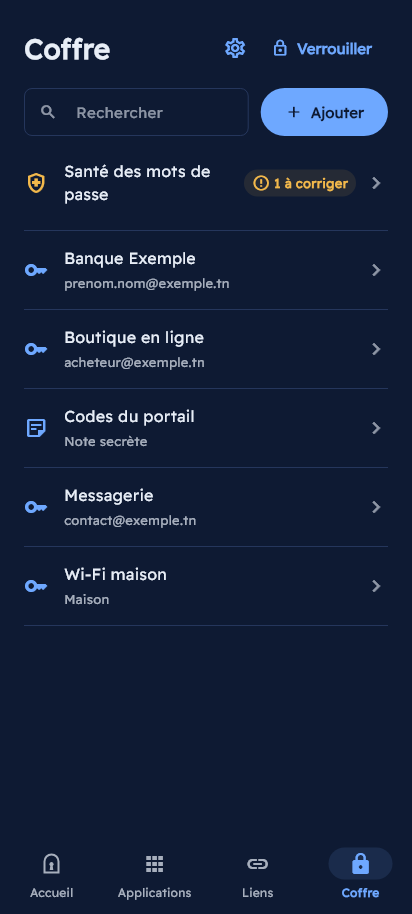 Coffre
Verrouiller
Rechercher
+ Ajouter
Santé des mots de
passe
1 à corriger
Banque Exemple
prenom.nom@exemple.tn
Boutique en ligne
acheteur@exemple.tn
Codes du portail
Note secrète
Messagerie
contact@exemple.tn
Wi-Fi maison
Maison
Accueil
Applications
Liens
Coffre